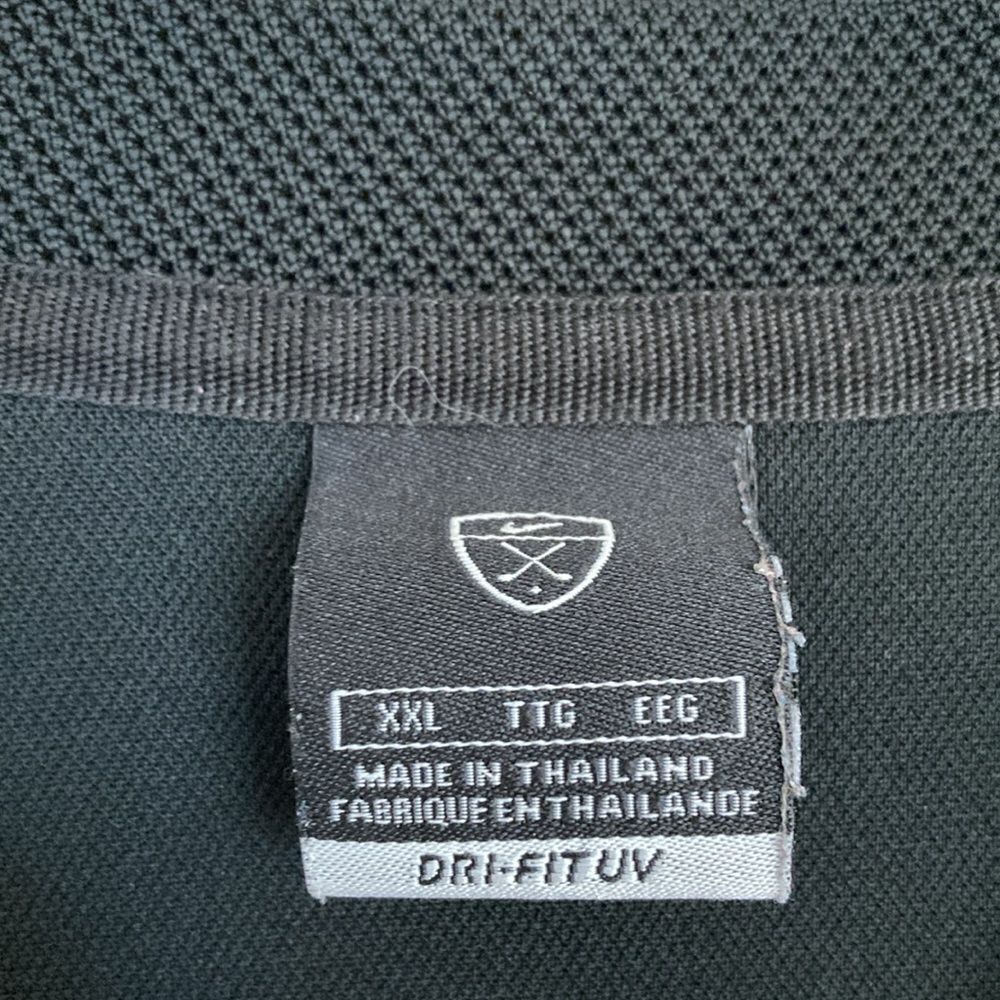 XXL TTG EEG
MADE IN THAILAND
FABRIQUE EN THAILANDE
DRI-FIT UV